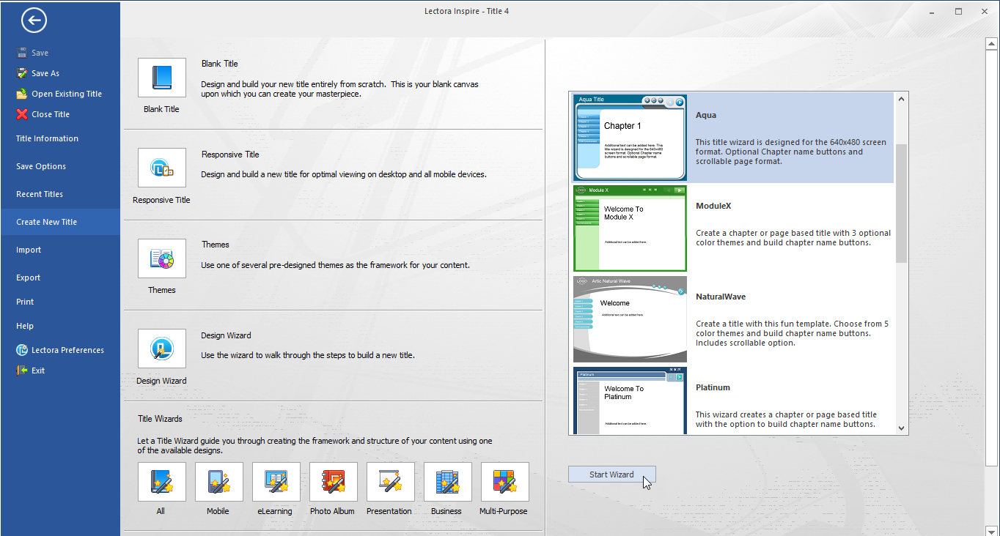 Lectora Inspire - Title 4
Save
Save As
Open Existing Title
Close Title
Title Information
Save Options
Recent Titles
Create New Title
Import
Export
Print
Help
Lectora Preferences
Exit
Blank Title
Design and build your new title entirely from scratch. This is your blank canvas
upon which you can create your masterpiece.
Blank Title
Responsive Title
Design and build a new title for optimal viewing on desktop and all mobile devices.
Responsive Title
Themes
Use one of several pre-designed themes as the framework for your content.
Themes
Design Wizard
Use the wizard to walk through the steps to build a new title.
Design Wizard
Title Wizards
Let a Title Wizard guide you through creating the framework and structure of your content using one
of the available designs.
All
Mobile
eLearning
Photo Album
Presentation
Business
Multi-Purpose
Aqua Title
Chapter 1
Additional text can be added here. This
title wizard is designed for the 640x480
screen format. Optional Chapter name
buttons and scrollable page format.
Aqua
This title wizard is designed for the 640x480 screen
format. Optional Chapter name buttons and
scrollable page format.
LOGO
Module X
Welcome To
Module X
Additional text can be added here.
ModuleX
Create a chapter or page based title with 3 optional
color themes and build chapter name buttons.
LOGO
Artic Natural Wave
Welcome
Additional text can be added here.
NaturalWave
Create a title with this fun template. Choose from 5
color themes and build chapter name buttons.
Includes scrollable option.
Platinum
Welcome To
Platinum
Additional text can be added here.
Platinum
This wizard creates a chapter or page based title
with the option to build chapter name buttons.
Start Wizard